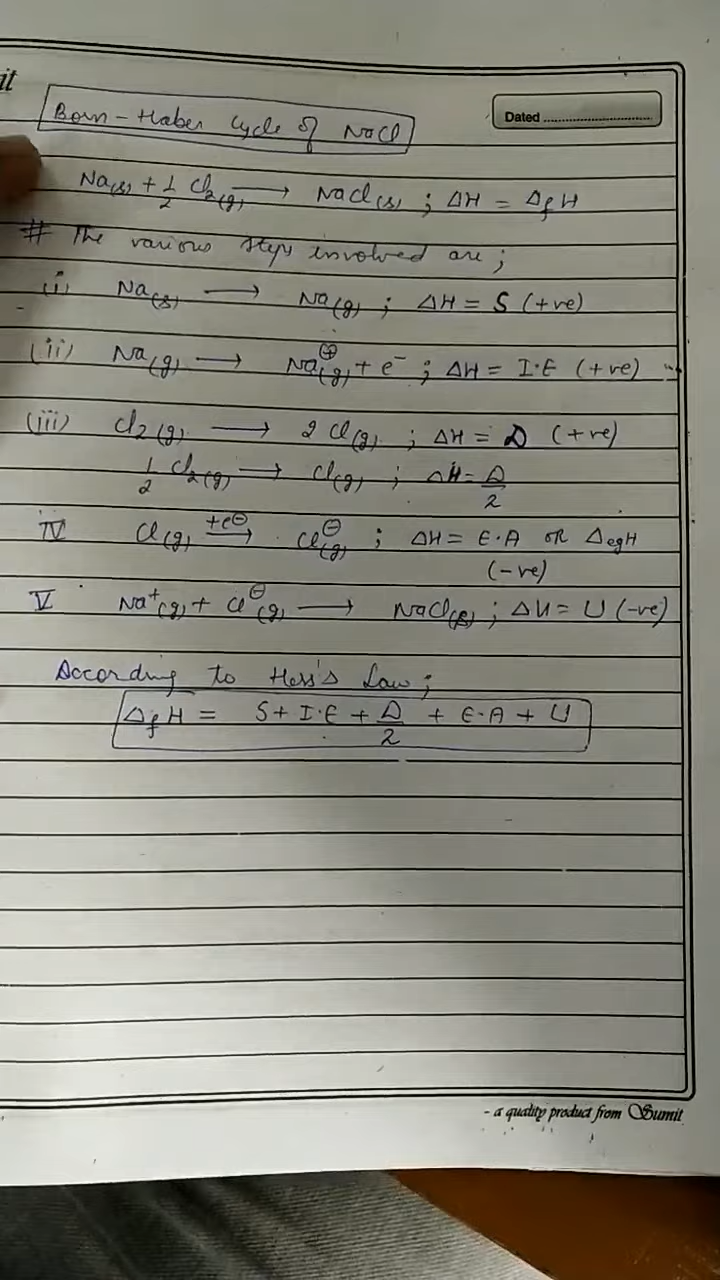 it
Born-Haber Cycle of NaCl
Dated
Na(s) + 1/2 Cl2(g) ⟶ NaCl(s) ; ΔH = ΔfH
# The various steps involved are ;
(i) Na(s) ⟶ Na(g) ; ΔH = S (+ve)
(ii) Na(g) ⟶ Na⊕(g) + e⁻ ; ΔH = I.E (+ve)
(iii) Cl2(g) ⟶ 2 Cl(g) ; ΔH = D (+ve)
1/2 Cl2(g) ⟶ Cl(g) ; ΔH = D/2
IV Cl(g) +e⊖ ⟶ Cl⊖(g) ; ΔH = E.A OR ΔegH
(-ve)
V Na⁺(g) + Cl⊖(g) ⟶ NaCl(s) ; ΔH = U (-ve)
According to Hess's Law ;
ΔfH = S + I.E + D/2 + E.A + U
- a quality product from Sumit